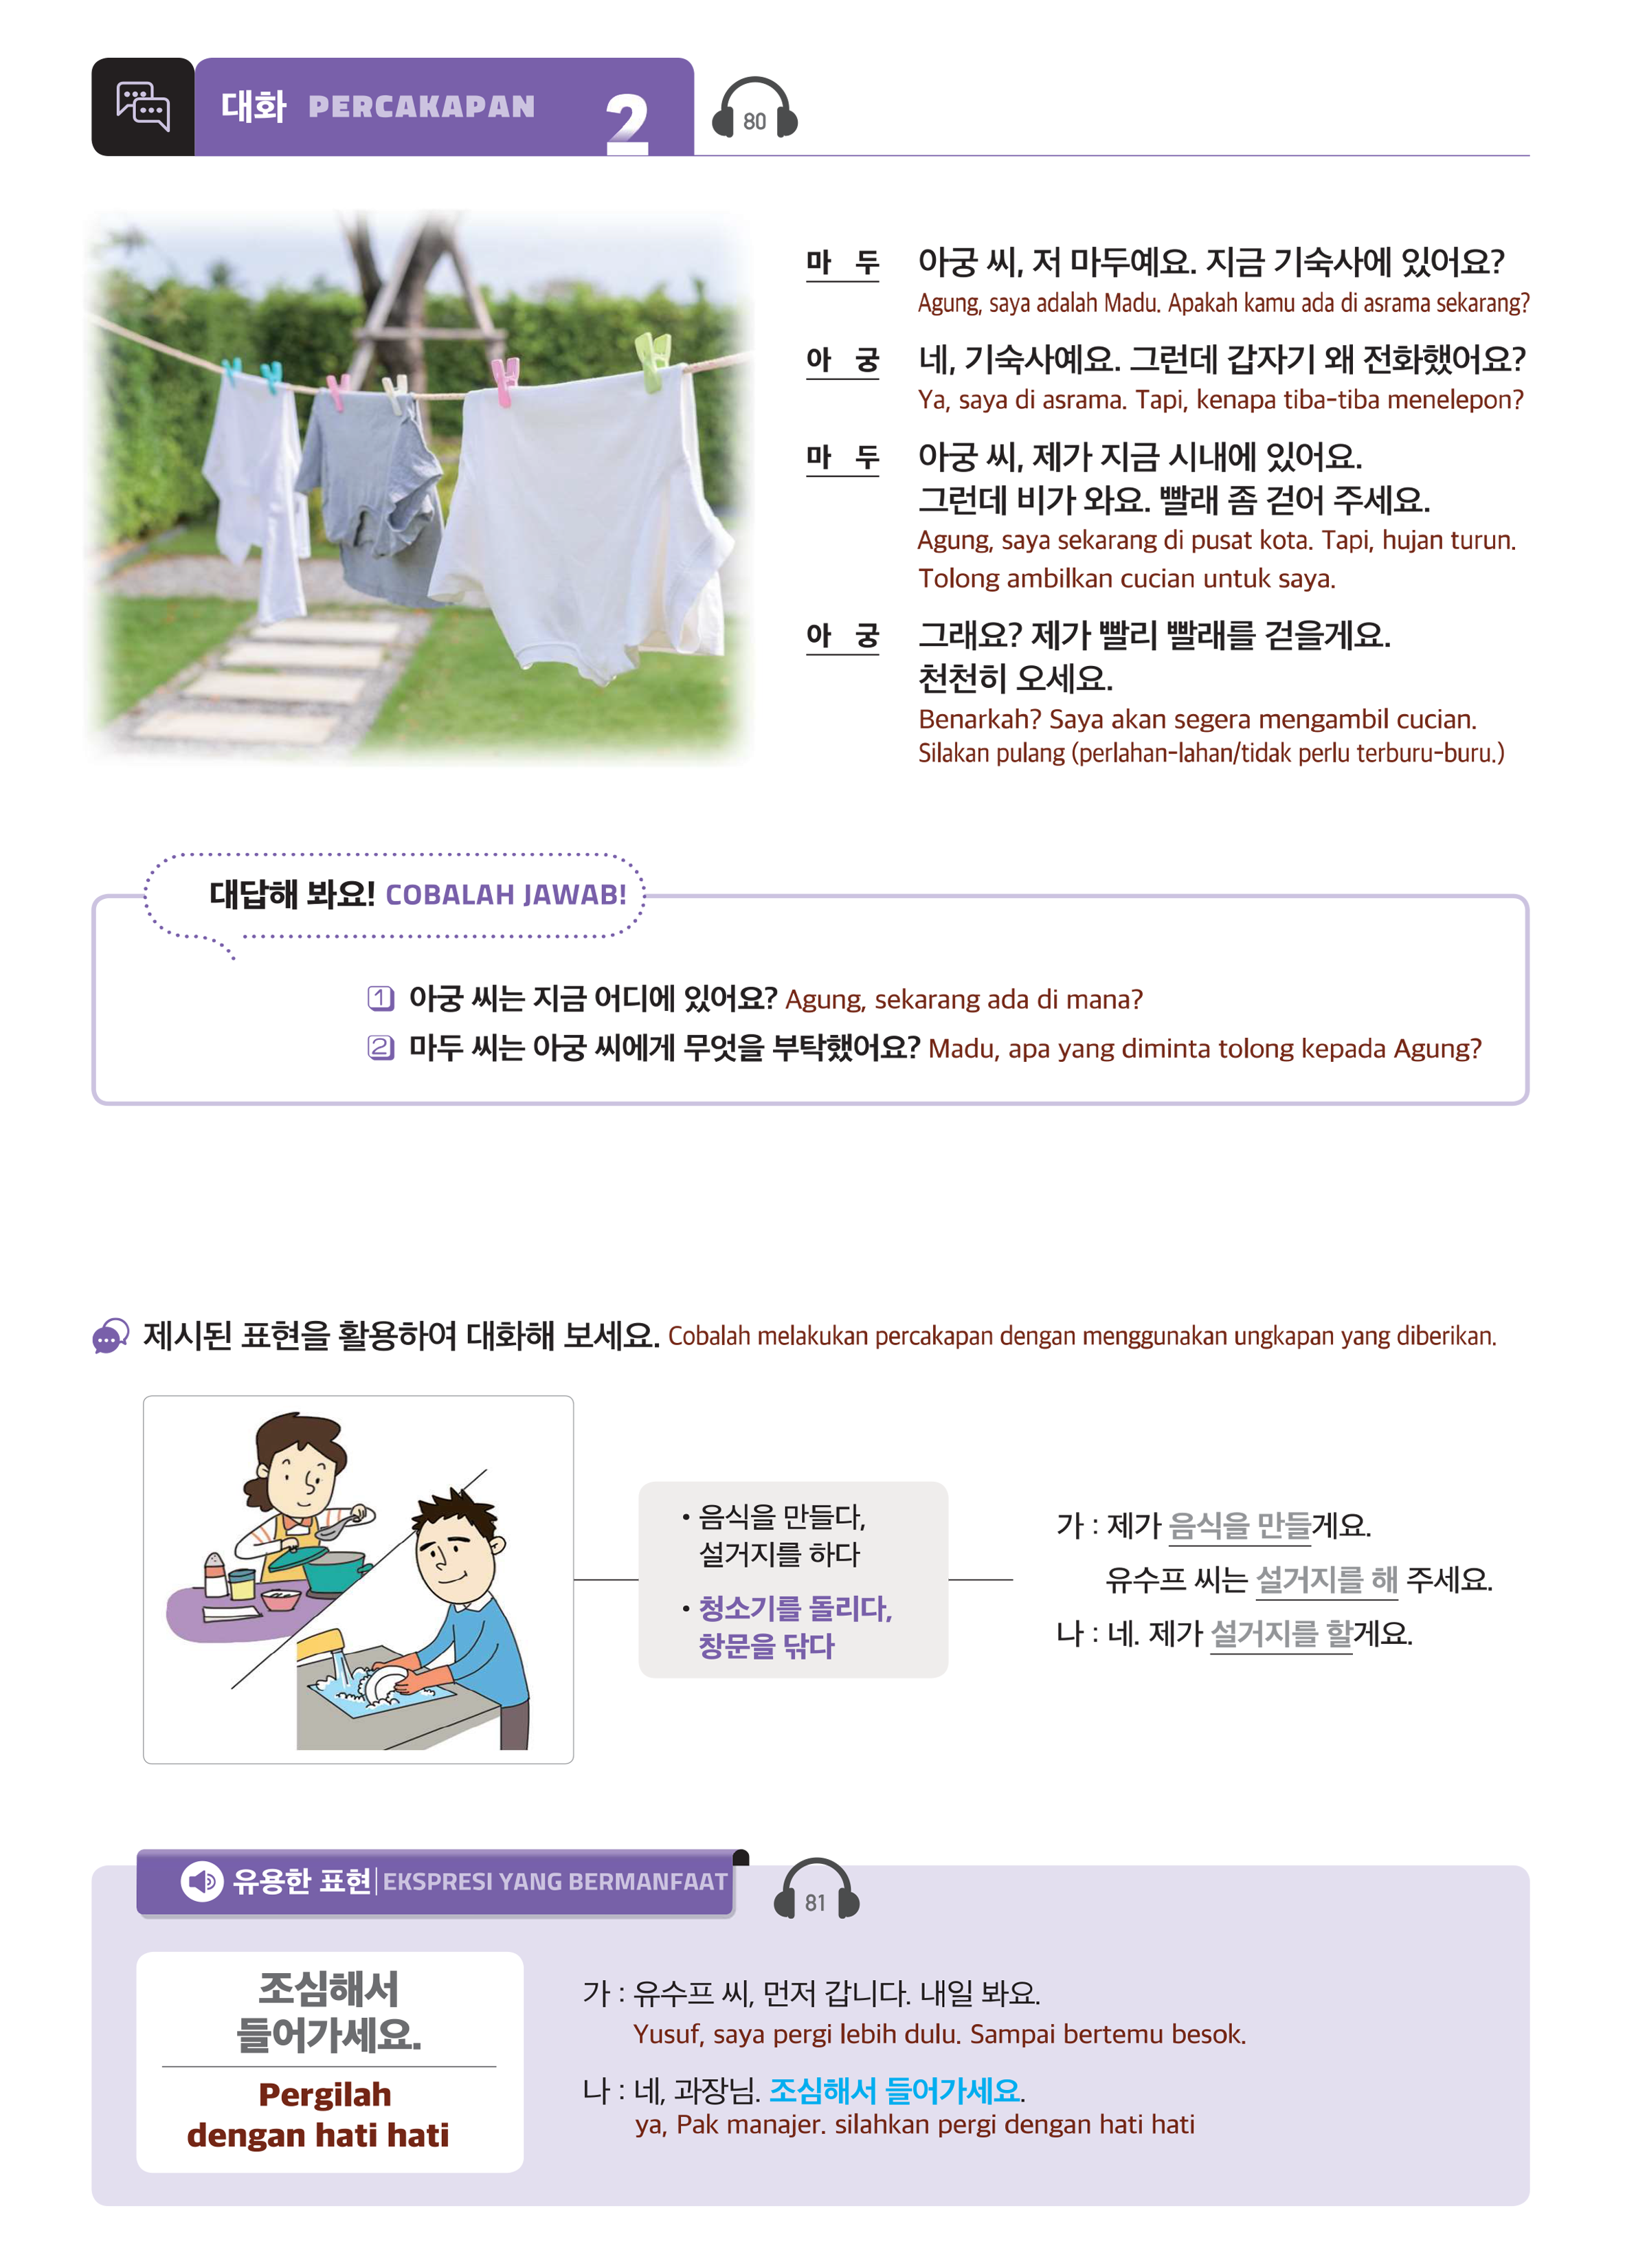 대화 PERCAKAPAN 2
80
마 두 아궁 씨, 저 마두예요. 지금 기숙사에 있어요?
Agung, saya adalah Madu. Apakah kamu ada di asrama sekarang?
아 궁 네, 기숙사예요. 그런데 갑자기 왜 전화했어요?
Ya, saya di asrama. Tapi, kenapa tiba-tiba menelepon?
마 두 아궁 씨, 제가 지금 시내에 있어요.
그런데 비가 와요. 빨래 좀 걷어 주세요.
Agung, saya sekarang di pusat kota. Tapi, hujan turun.
Tolong ambilkan cucian untuk saya.
아 궁 그래요? 제가 빨리 빨래를 걷을게요.
천천히 오세요.
Benarkah? Saya akan segera mengambil cucian.
Silakan pulang (perlahan-lahan/tidak perlu terburu-buru.)
대답해 봐요! COBALAH JAWAB!
1 아궁 씨는 지금 어디에 있어요? Agung, sekarang ada di mana?
2 마두 씨는 아궁 씨에게 무엇을 부탁했어요? Madu, apa yang diminta tolong kepada Agung?
제시된 표현을 활용하여 대화해 보세요. Cobalah melakukan percakapan dengan menggunakan ungkapan yang diberikan.
• 음식을 만들다,
설거지를 하다
• 청소기를 돌리다,
창문을 닦다
가 : 제가 음식을 만들게요.
유수프 씨는 설거지를 해 주세요.
나 : 네. 제가 설거지를 할게요.
유용한 표현 EKSPRESI YANG BERMANFAAT
81
조심해서
들어가세요.
Pergilah
dengan hati hati
가 : 유수프 씨, 먼저 갑니다. 내일 봐요.
Yusuf, saya pergi lebih dulu. Sampai bertemu besok.
나 : 네, 과장님. 조심해서 들어가세요.
ya, Pak manajer. silahkan pergi dengan hati hati